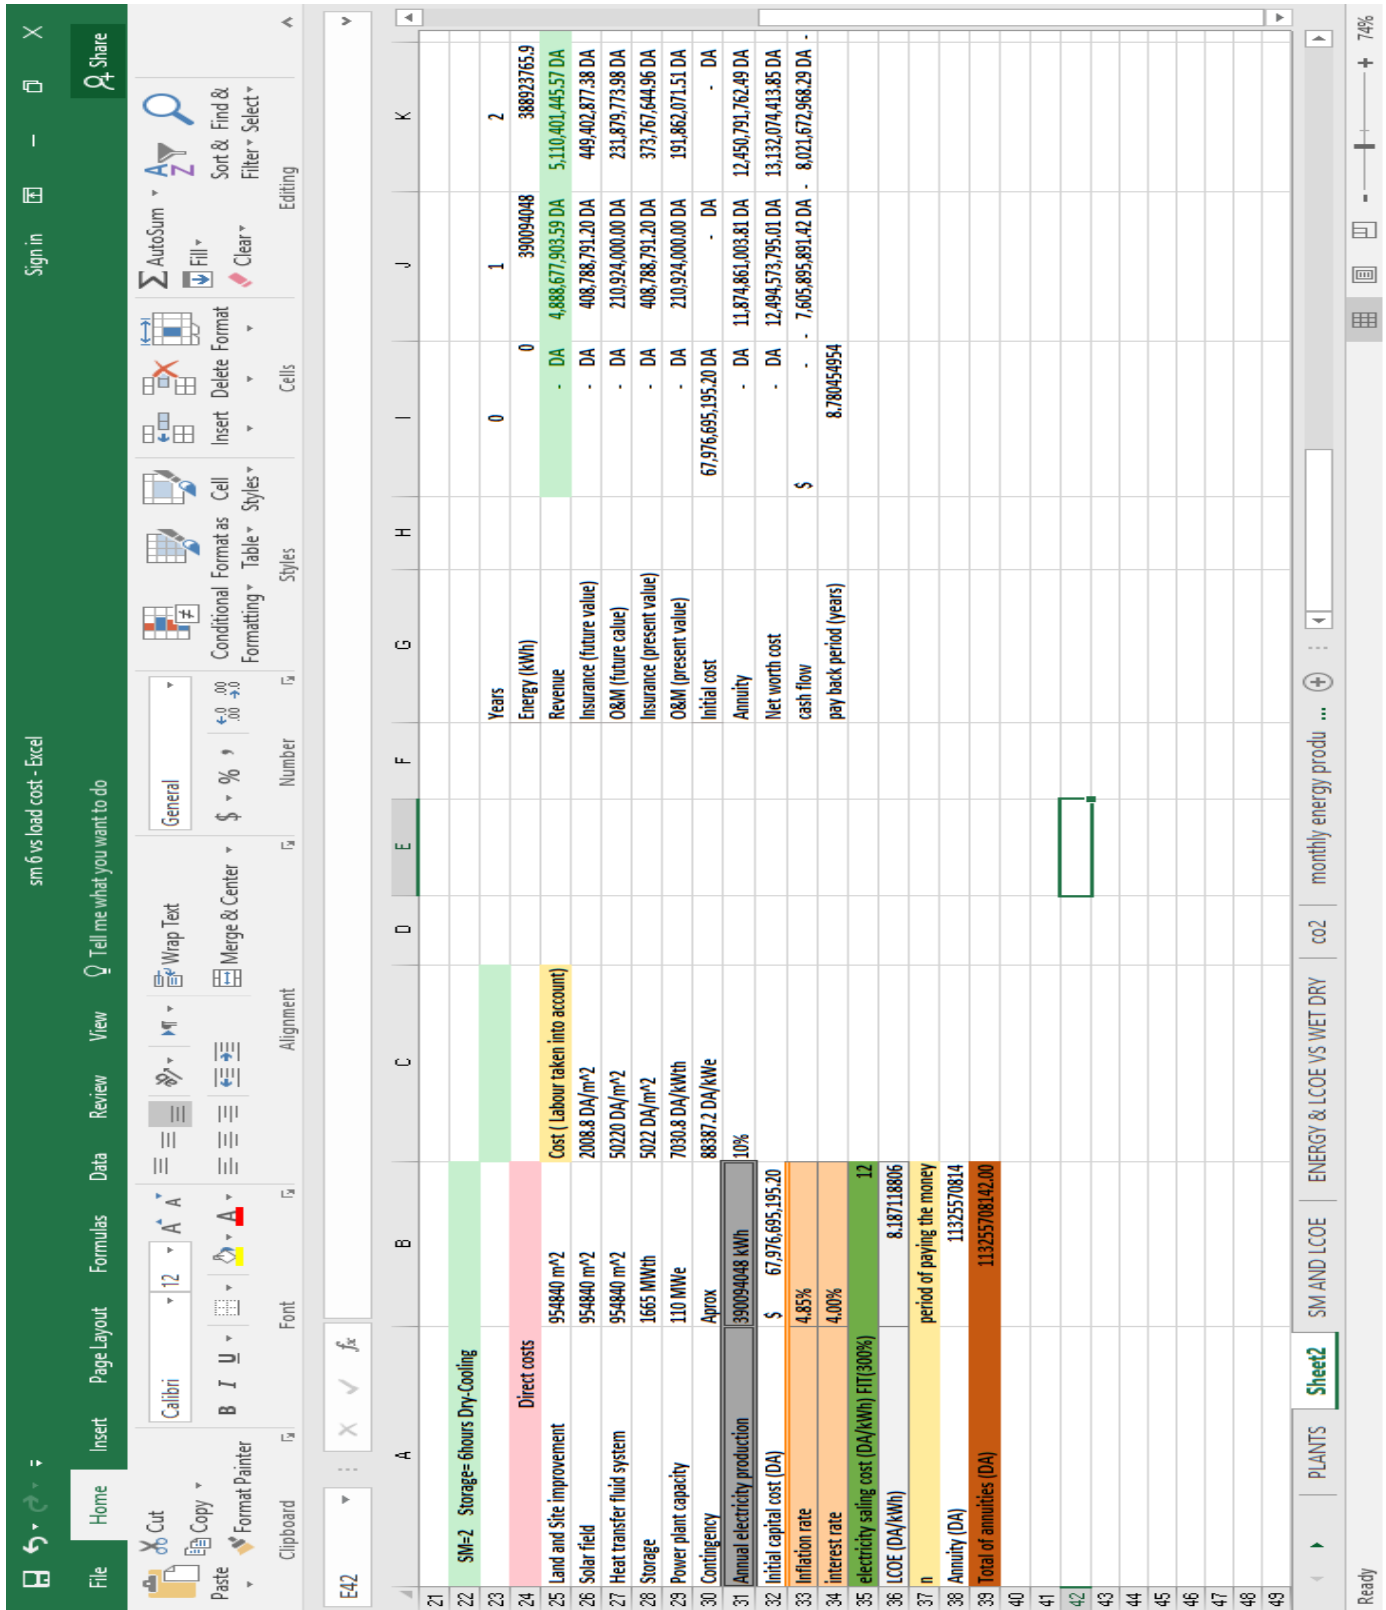 sm 6 vs load cost - Excel
Sign in
File Home Insert Page Layout Formulas Data Review View Tell me what you want to do Share
Cut
Copy
Format Painter
Paste
Clipboard
Calibri 12 A A
B I U A
Font
Wrap Text
Merge & Center
Alignment
General
$ % , .0 .00 .00 .0
Number
Conditional Formatting
Format as Table
Cell Styles
Styles
Insert Delete Format
Cells
AutoSum
Fill
Clear
Sort & Filter
Find & Select
Editing
E42 fx
A B C D E F G H I J K
21
22 SM=2 Storage= 6hours Dry-Cooling
23 Years 0 1 2
24 Direct costs Energy (kWh) 0 390094048 388923765.9
25 Land and Site improvement 954840 m^2 Cost ( Labour taken into account) Revenue - DA 4,888,677,903.59 DA 5,110,401,445.57 DA
26 Solar field 954840 m^2 2008.8 DA/m^2 Insurance (future value) - DA 408,788,791.20 DA 449,402,877.38 DA
27 Heat transfer fluid system 954840 m^2 50220 DA/m^2 O&M (future calue) - DA 210,924,000.00 DA 231,879,773.98 DA
28 Storage 1665 MWth 5022 DA/m^2 Insurance (present value) - DA 408,788,791.20 DA 373,767,644.96 DA
29 Power plant capacity 110 MWe 7030.8 DA/kWth O&M (present value) - DA 210,924,000.00 DA 191,862,071.51 DA
30 Contingency Aprox 88387.2 DA/kWe Initial cost 67,976,695,195.20 DA - DA - DA
31 Annual electricity production 390094048 kWh 10% Annuity - DA 11,874,861,003.81 DA 12,450,791,762.49 DA
32 Initial capital cost (DA) $ 67,976,695,195.20 Net worth cost - DA 12,494,573,795.01 DA 13,132,074,413.85 DA
33 Inflation rate 4.85% cash flow $ - - 7,605,895,891.42 DA - 8,021,672,968.29 DA -
34 interest rate 4.00% pay back period (years) 8.780454954
35 electricity saling cost (DA/kWh) FIT(300%) 12
36 LCOE (DA/kWh) 8.187118806
37 n period of paying the money
38 Annuity (DA) 11325570814
39 Total of annuities (DA) 113255708142.00
40
41
42
43
44
45
46
47
48
49
PLANTS Sheet2 SM AND LCOE ENERGY & LCOE VS WET DRY co2 monthly energy produ ...
Ready 74%